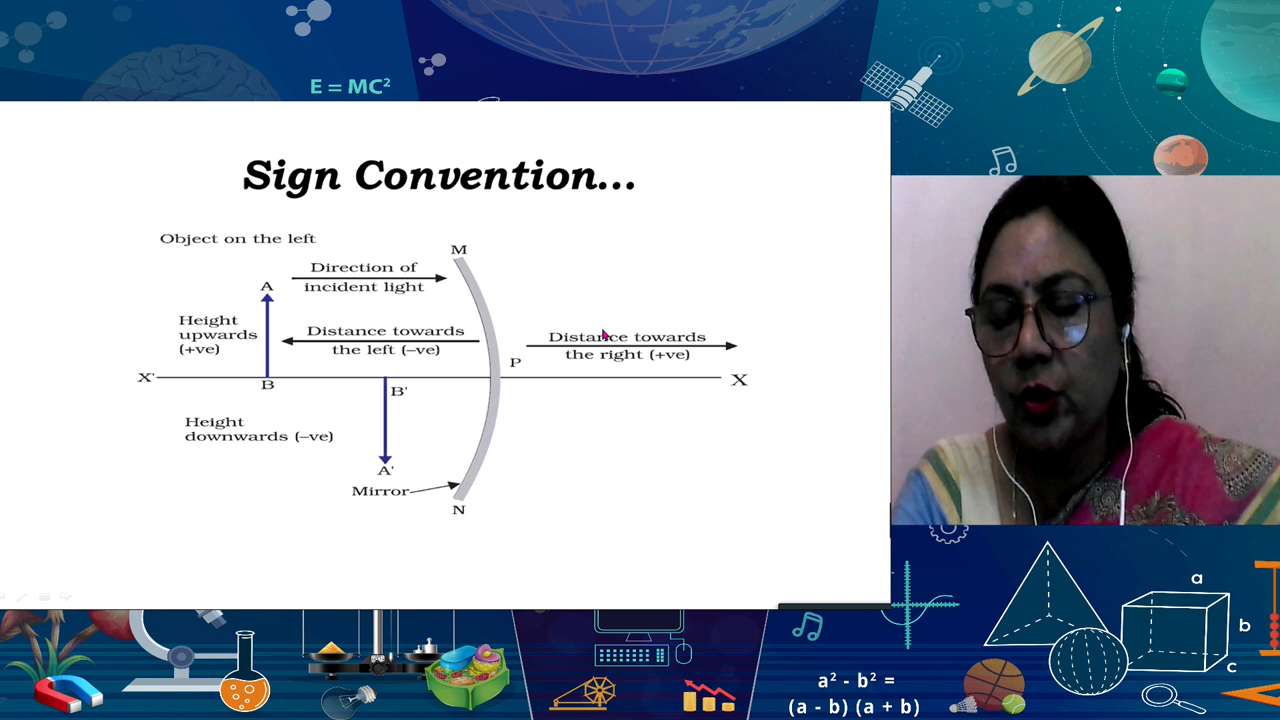 E = MC²
Sign Convention...
Object on the left
M
Direction of
incident light
A
Height
upwards
(+ve)
Distance towards
the left (–ve)
Distance towards
the right (+ve)
P
X'
B
B'
X
Height
downwards (–ve)
A'
Mirror
N
a
b
c
a² - b² =
(a - b) (a + b)